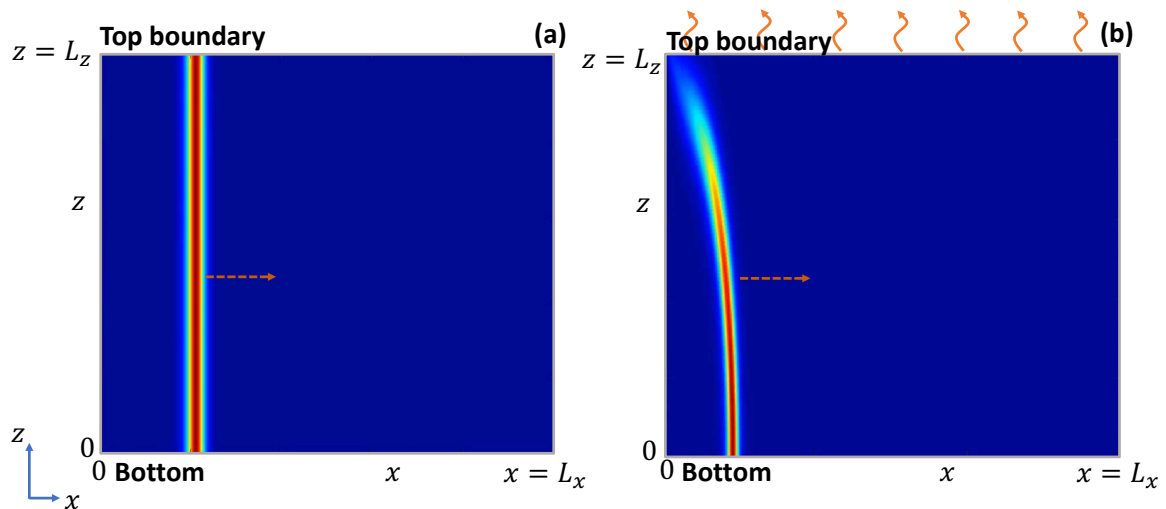 Top boundary
(a)
z = L_z
z
0
0
Bottom
x
x = L_x
z
x
Top boundary
(b)
z = L_z
z
0
0
Bottom
x
x = L_x